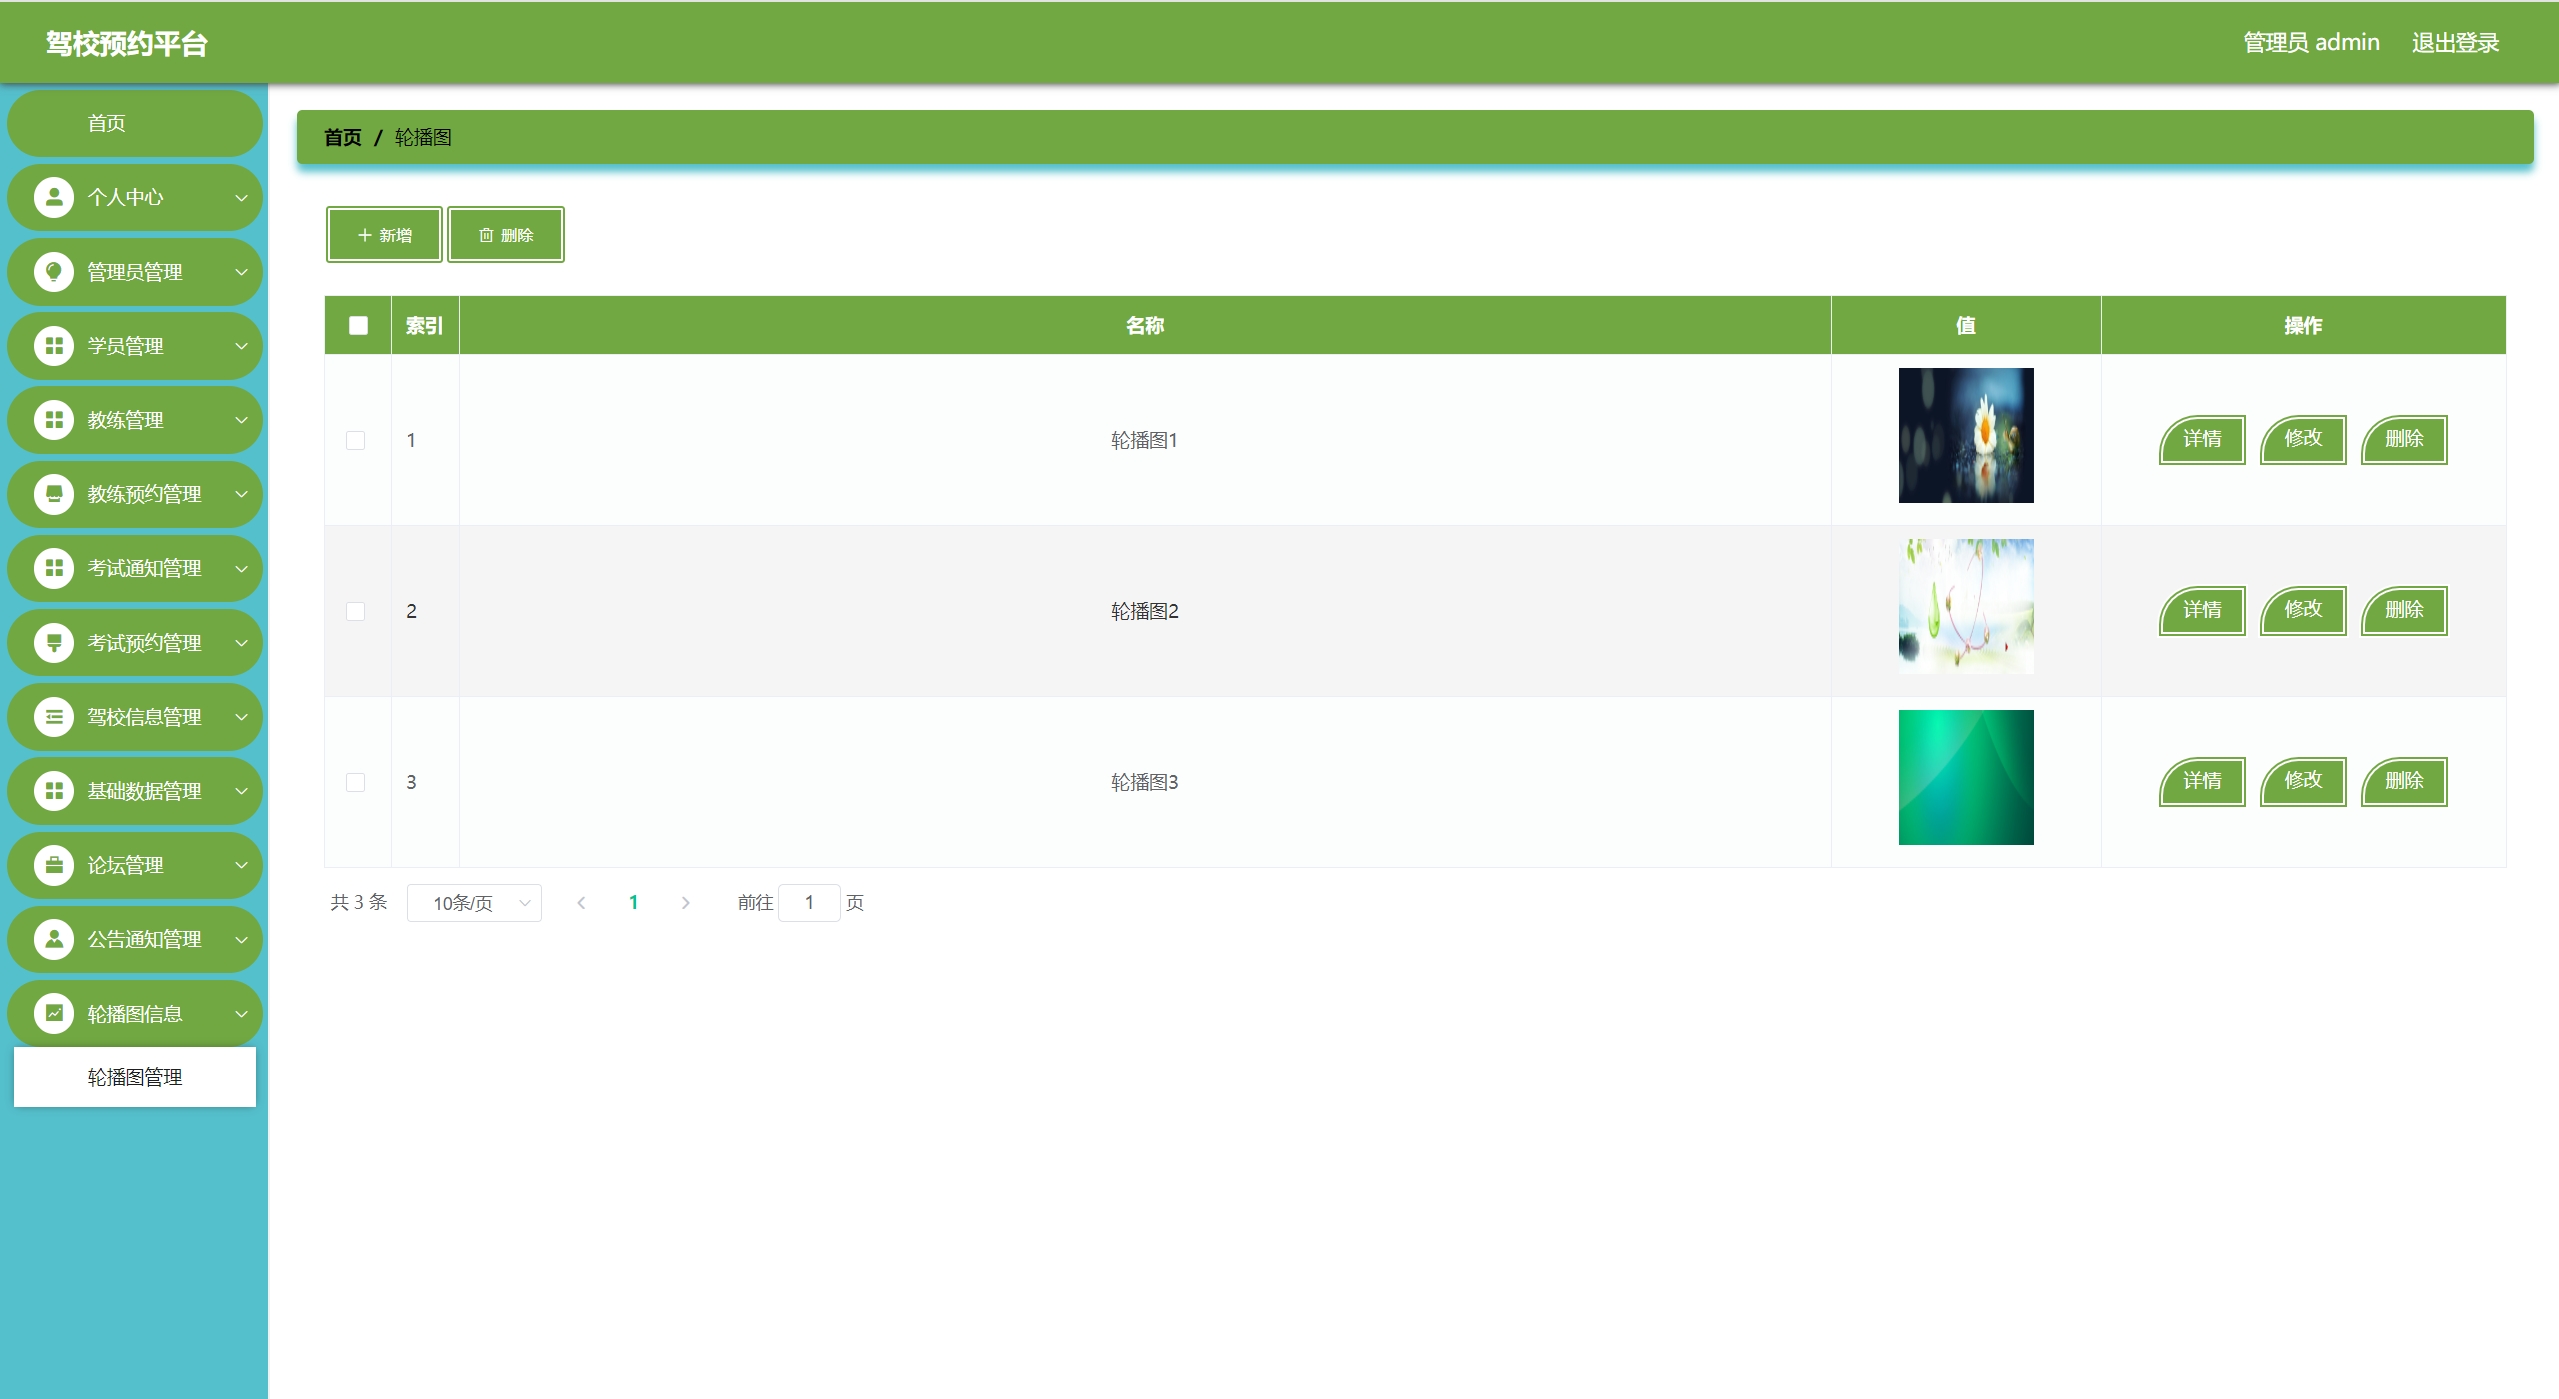 驾校预约平台
管理员 admin 退出登录
首页
个人中心
管理员管理
学员管理
教练管理
教练预约管理
考试通知管理
考试预约管理
驾校信息管理
基础数据管理
论坛管理
公告通知管理
轮播图信息
轮播图管理
首页 / 轮播图
新增 删除
索引 名称 值 操作
1 轮播图1 详情 修改 删除
2 轮播图2 详情 修改 删除
3 轮播图3 详情 修改 删除
共 3 条 10条/页 1 前往 1 页